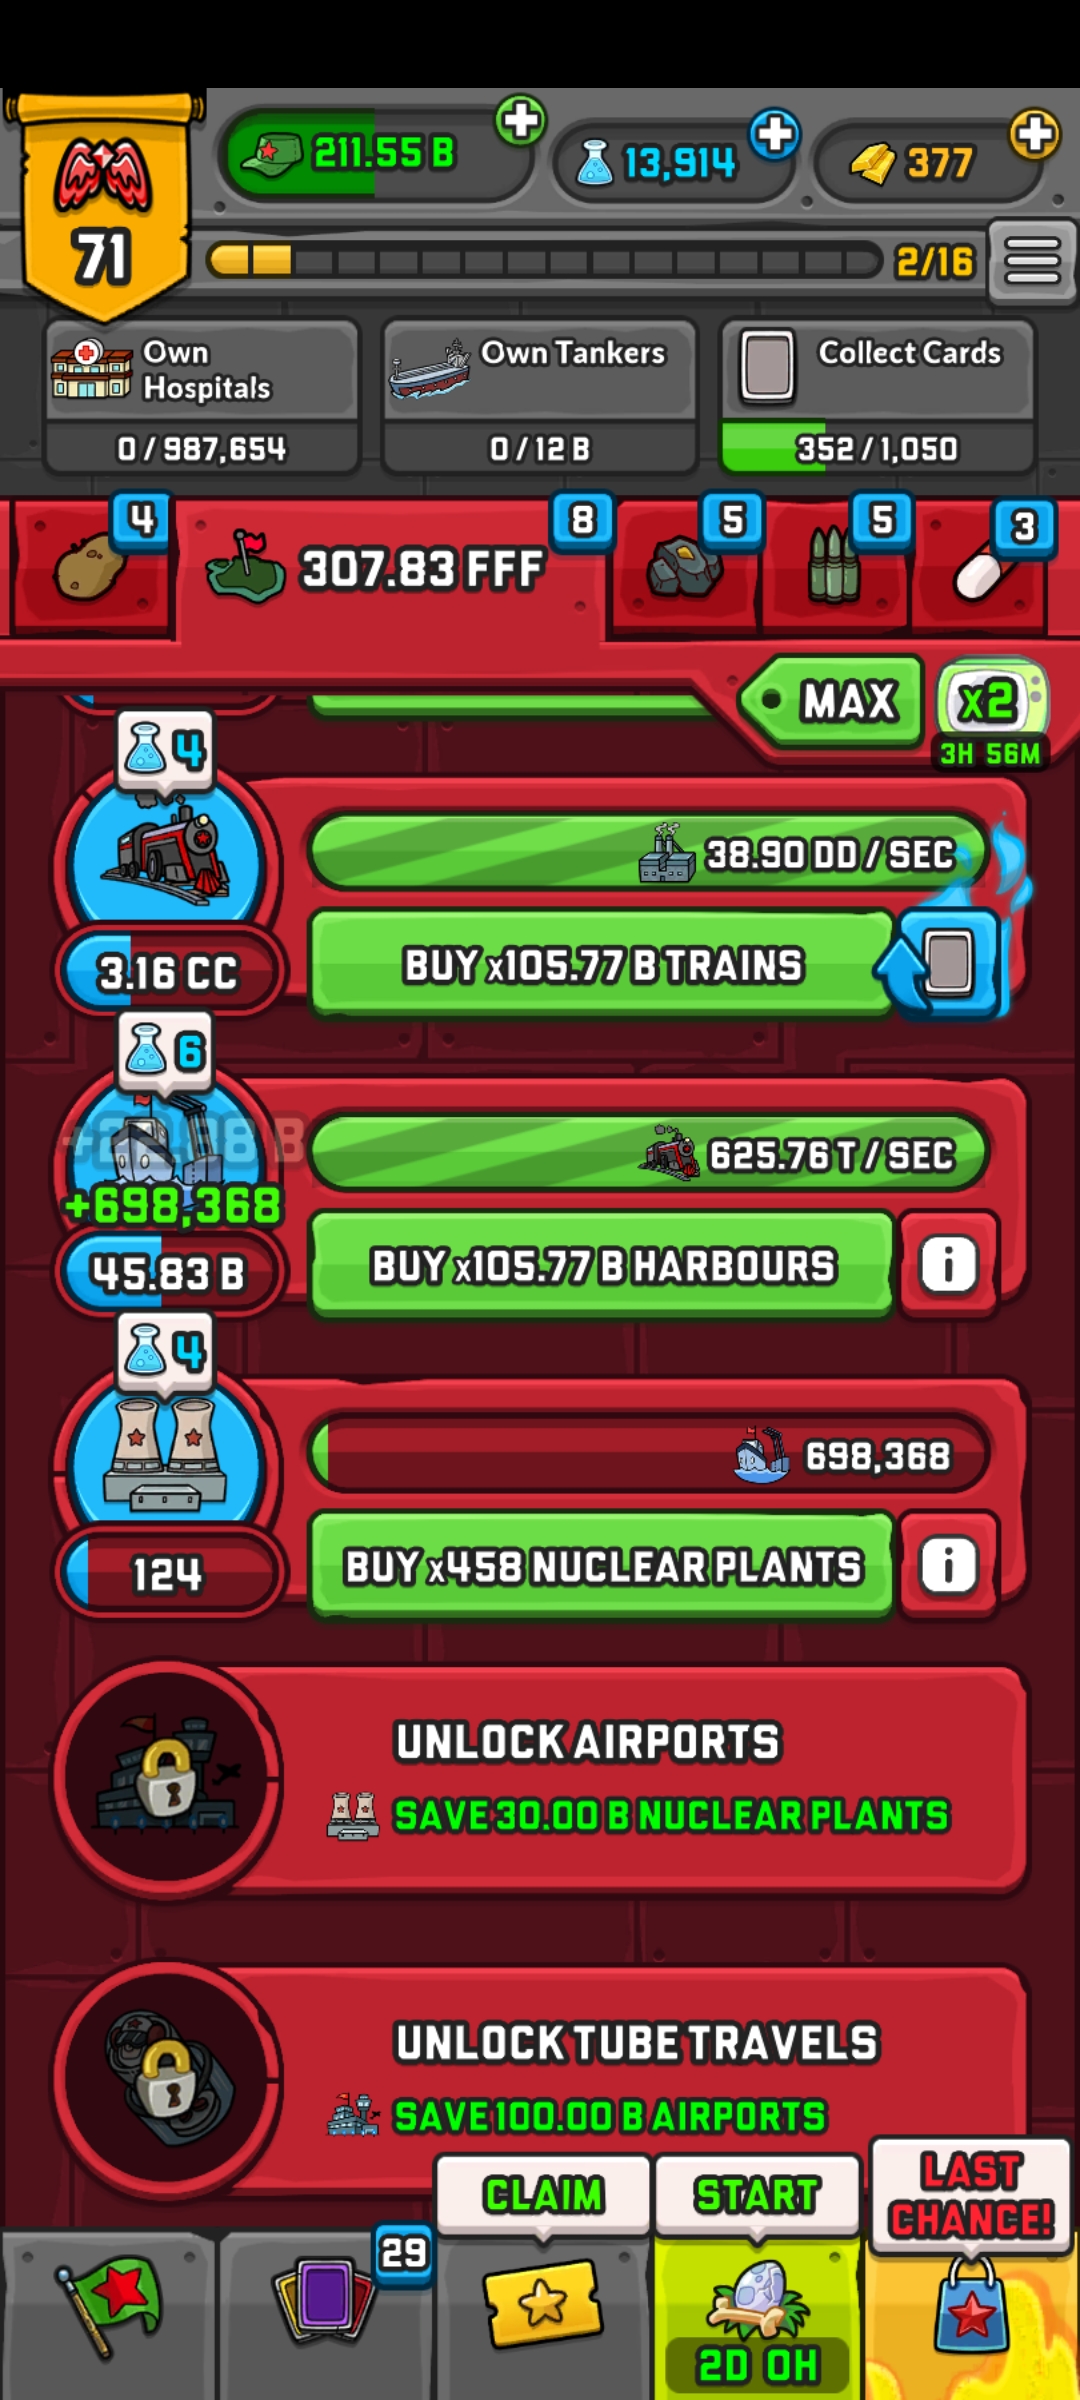 211.55 B
13,914
377
71
2/16
Own
Hospitals
0 / 987,654
Own Tankers
0 / 12 B
Collect Cards
352 / 1,050
4
307.83 FFF
8
5
5
3
MAX
x2
3H 56M
4
38.90 DD / SEC
3.16 CC
BUY x105.77 B TRAINS
6
625.76 T / SEC
+698,368
45.83 B
BUY x105.77 B HARBOURS
i
4
698,368
124
BUY x458 NUCLEAR PLANTS
i
UNLOCK AIRPORTS
SAVE 30.00 B NUCLEAR PLANTS
UNLOCK TUBE TRAVELS
SAVE 100.00 B AIRPORTS
CLAIM
START
LAST
CHANCE!
29
2D 0H